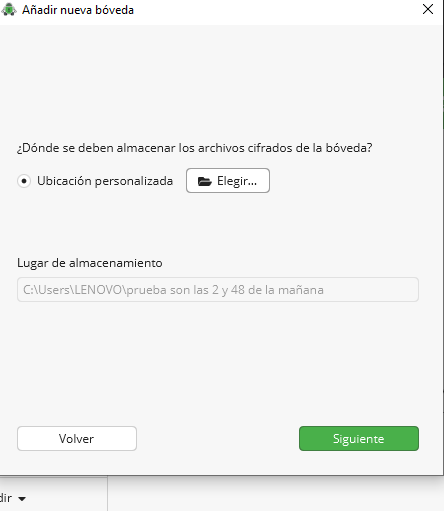 Añadir nueva bóveda
¿Dónde se deben almacenar los archivos cifrados de la bóveda?
Ubicación personalizada
Elegir...
Lugar de almacenamiento
C:\Users\LENOVO\prueba son las 2 y 48 de la mañana
Volver
Siguiente